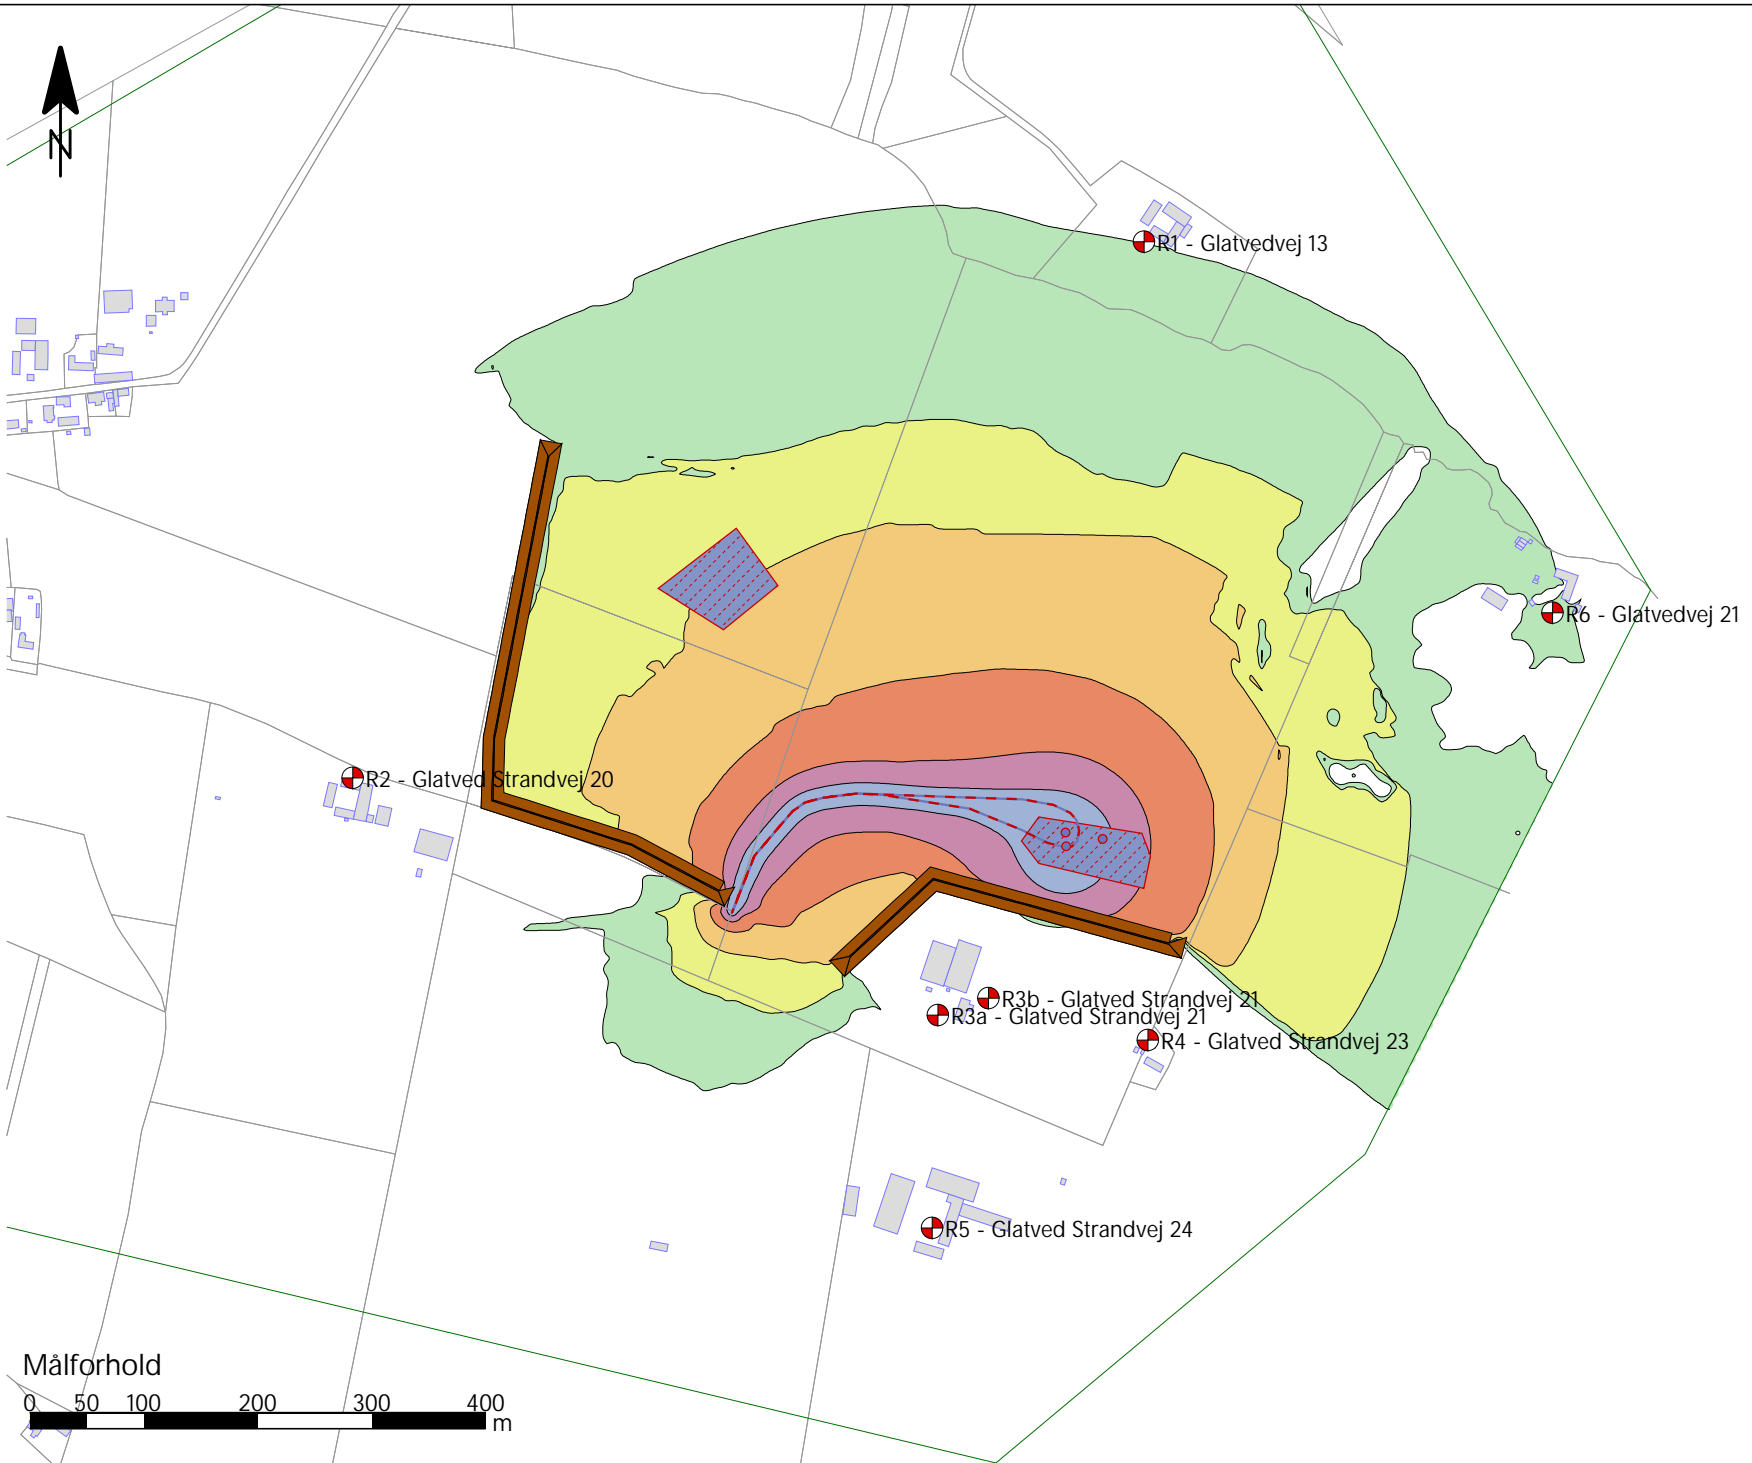 N
R1 - Glatvedvej 13
R6 - Glatvedvej 21
R2 - Glatved Strandvej 20
R3b - Glatved Strandvej 21
R3a - Glatved Strandvej 21
R4 - Glatved Strandvej 23
R5 - Glatved Strandvej 24
Målforhold
0 50 100 200 300 400
m